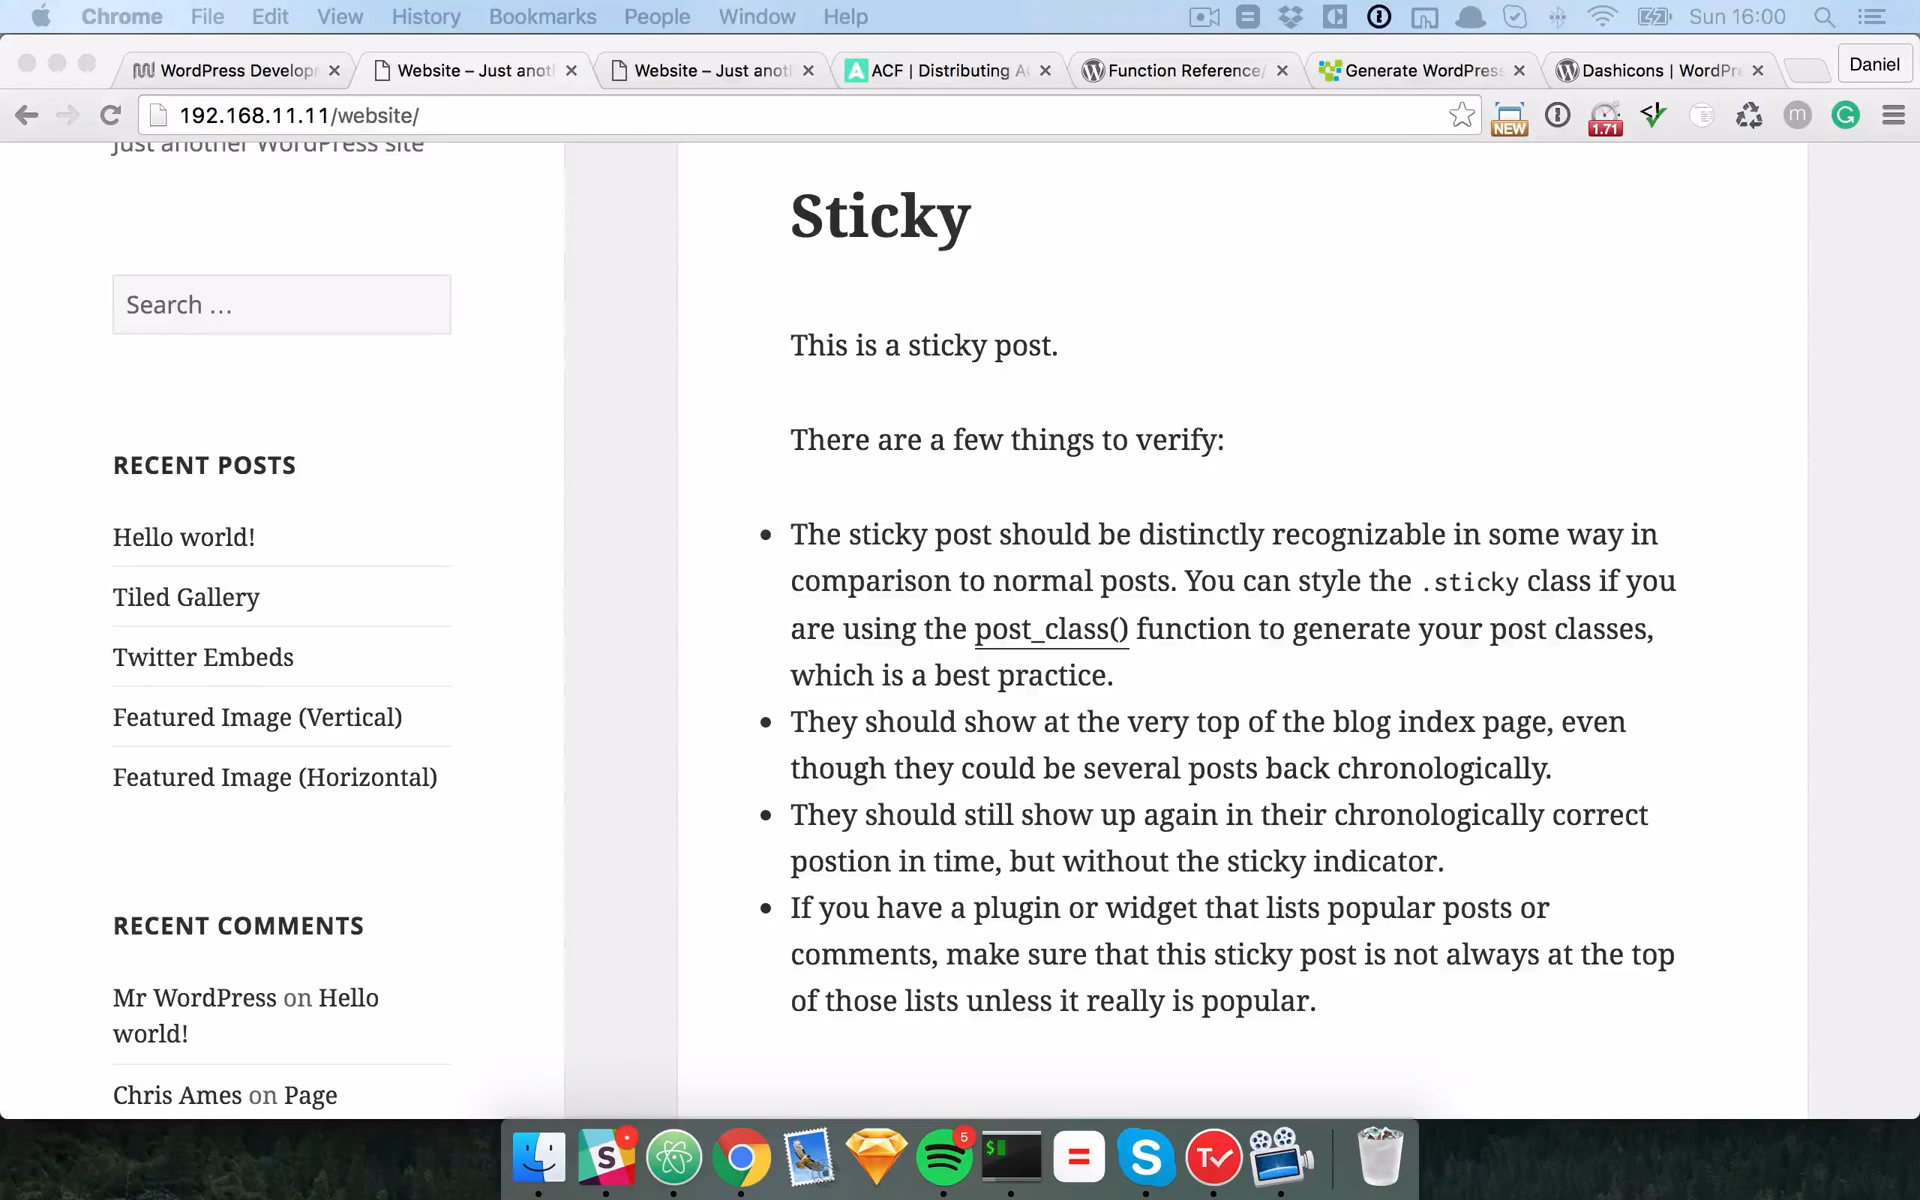 Chrome File Edit View History Bookmarks People Window Help Sun 16:00
WordPress Develop
Website – Just anot
Website – Just anot
ACF | Distributing A
Function Reference/
Generate WordPress
Dashicons | WordPre
Daniel
192.168.11.11/website/
NEW
1.71
m
Just another WordPress site
Search …
RECENT POSTS
Hello world!
Tiled Gallery
Twitter Embeds
Featured Image (Vertical)
Featured Image (Horizontal)
RECENT COMMENTS
Mr WordPress on Hello
world!
Chris Ames on Page
Sticky
This is a sticky post.
There are a few things to verify:
The sticky post should be distinctly recognizable in some way in
comparison to normal posts. You can style the .sticky class if you
are using the post_class() function to generate your post classes,
which is a best practice.
They should show at the very top of the blog index page, even
though they could be several posts back chronologically.
They should still show up again in their chronologically correct
postion in time, but without the sticky indicator.
If you have a plugin or widget that lists popular posts or
comments, make sure that this sticky post is not always at the top
of those lists unless it really is popular.
5